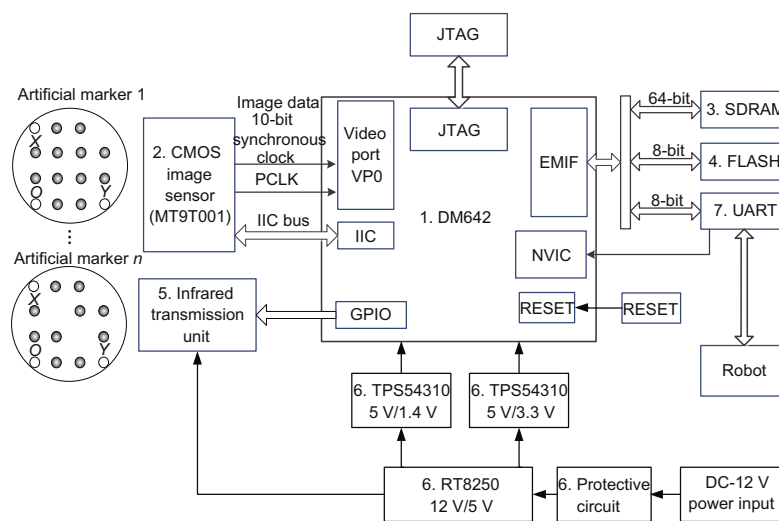 JTAG
Artificial marker 1
X
O
Y
Artificial marker n
X
O
Y
Image data
10-bit
synchronous
clock
PCLK
IIC bus
2. CMOS
image
sensor
(MT9T001)
Video
port
VP0
JTAG
EMIF
1. DM642
IIC
NVIC
GPIO
RESET
RESET
64-bit
3. SDRAM
8-bit
4. FLASH
8-bit
7. UART
Robot
5. Infrared
transmission
unit
6. TPS54310
5 V/1.4 V
6. TPS54310
5 V/3.3 V
6. RT8250
12 V/5 V
6. Protective
circuit
DC-12 V
power input